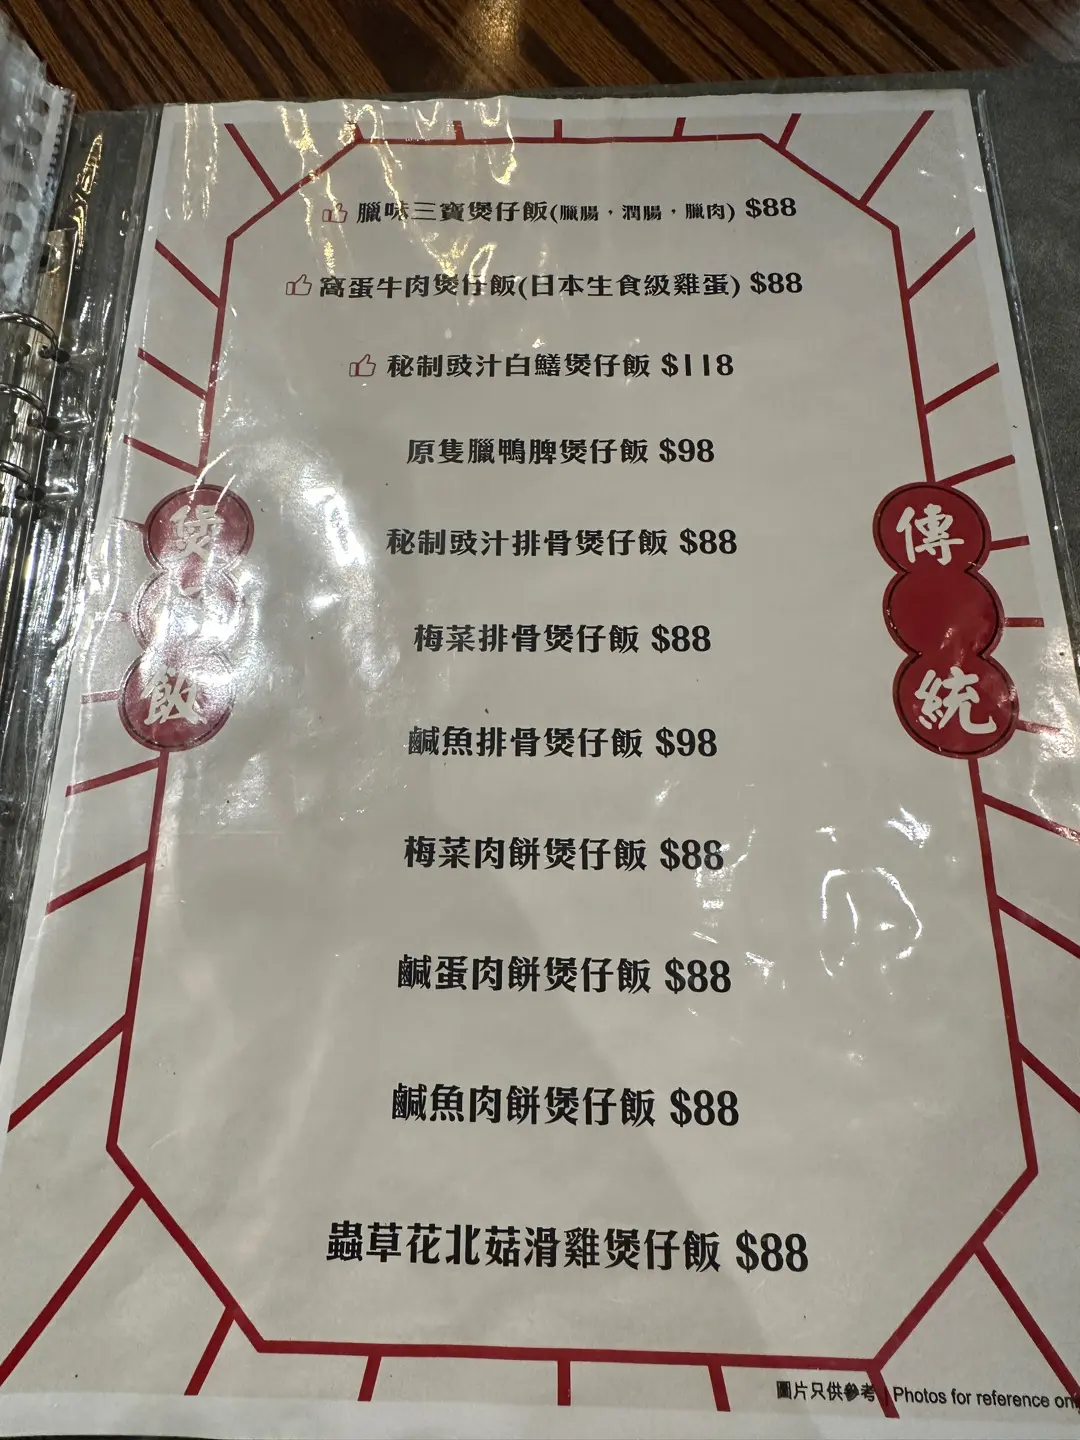 臘味三寶煲仔飯(臘腸，潤腸，臘肉) $88
窩蛋牛肉煲仔飯(日本生食級雞蛋) $88
秘制豉汁白鱔煲仔飯 $118
原隻臘鴨脾煲仔飯 $98
秘制豉汁排骨煲仔飯 $88
梅菜排骨煲仔飯 $88
鹹魚排骨煲仔飯 $98
梅菜肉餅煲仔飯 $88
鹹蛋肉餅煲仔飯 $88
鹹魚肉餅煲仔飯 $88
蟲草花北菇滑雞煲仔飯 $88
傳統
煲仔飯
圖片只供參考 | Photos for reference on